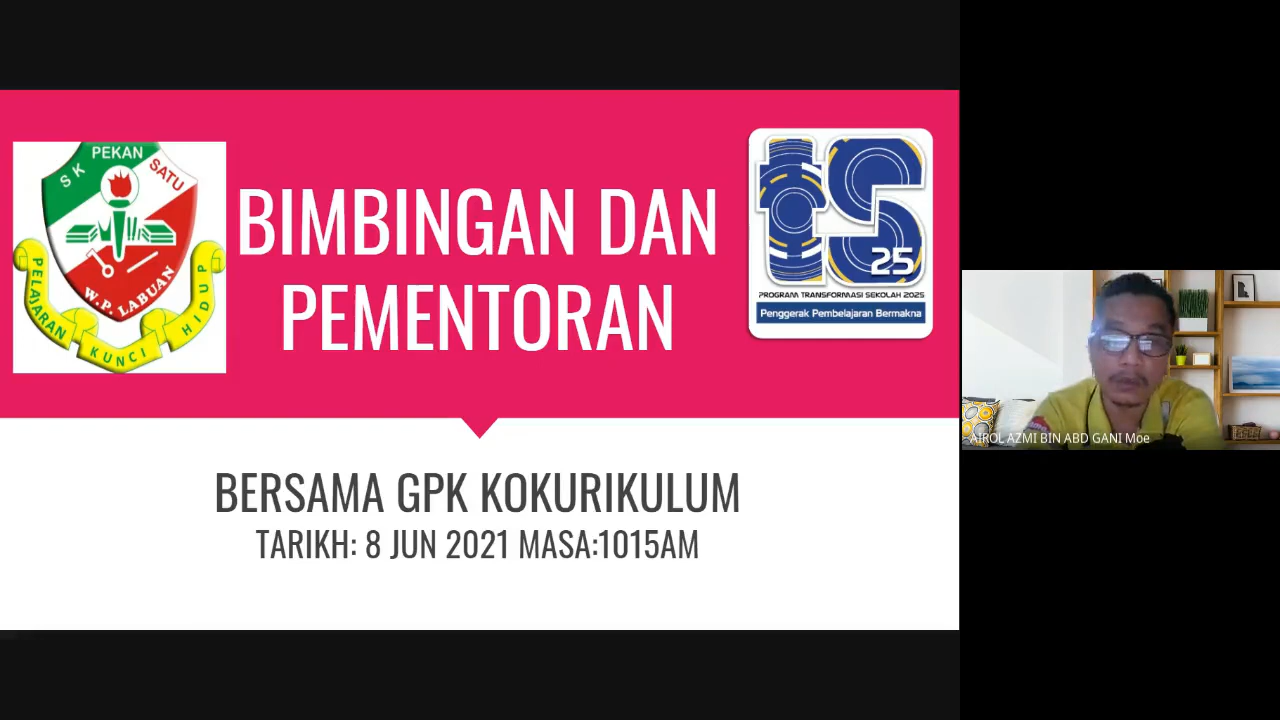 SK PEKAN SATU
W.P. LABUAN
PELAJARAN KUNCI HIDUP
BIMBINGAN DAN
PEMENTORAN
ts
25
PROGRAM TRANSFORMASI SEKOLAH 2025
Penggerak Pembelajaran Bermakna
BERSAMA GPK KOKURIKULUM
TARIKH: 8 JUN 2021 MASA:1015AM
AIROL AZMI BIN ABD GANI Moe